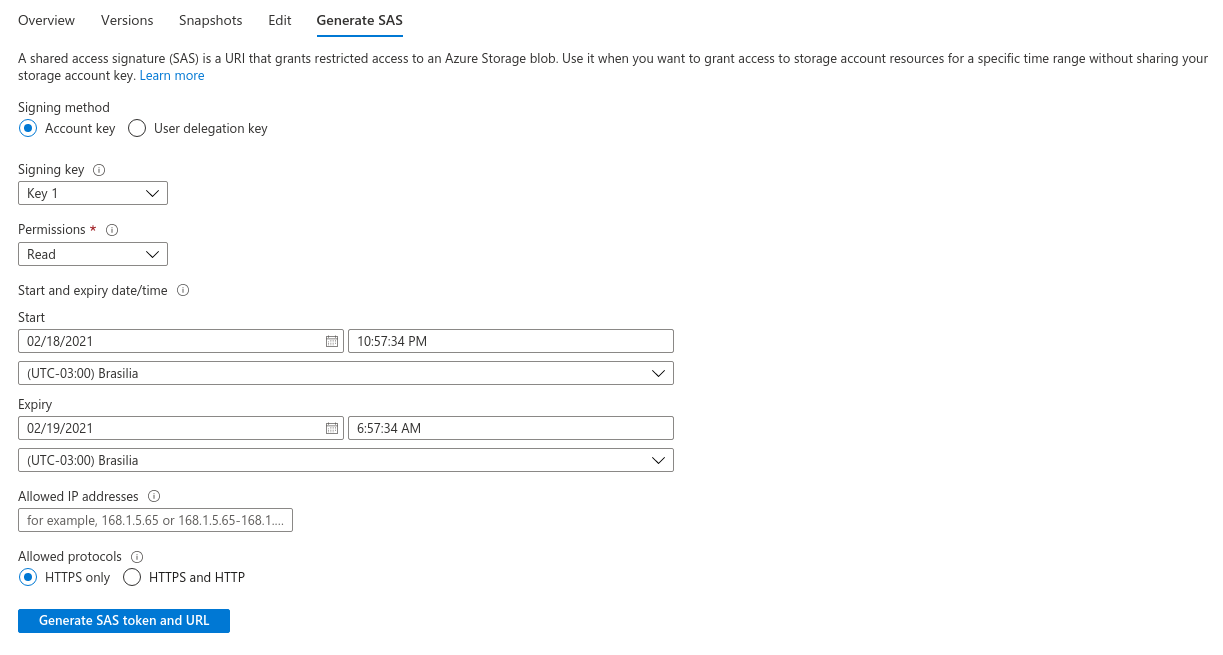 Overview Versions Snapshots Edit Generate SAS
A shared access signature (SAS) is a URI that grants restricted access to an Azure Storage blob. Use it when you want to grant access to storage account resources for a specific time range without sharing your
storage account key. Learn more
Signing method
Account key User delegation key
Signing key
Key 1
Permissions *
Read
Start and expiry date/time
Start
02/18/2021 10:57:34 PM
(UTC-03:00) Brasilia
Expiry
02/19/2021 6:57:34 AM
(UTC-03:00) Brasilia
Allowed IP addresses
for example, 168.1.5.65 or 168.1.5.65-168.1....
Allowed protocols
HTTPS only HTTPS and HTTP
Generate SAS token and URL